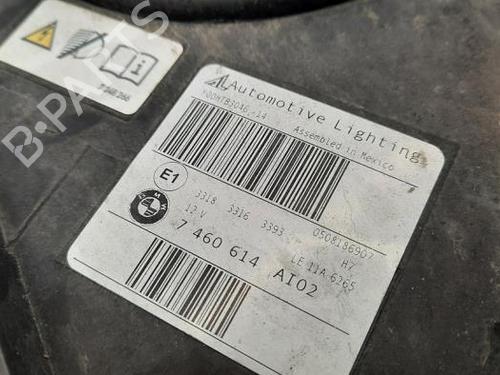 Automotive Lighting
Assembled in Mexico
E1
BMW
3318 3316 3393
0508186907
12 V
H7
7 460 614 AI02
LE 11A 6265
B-PARTS